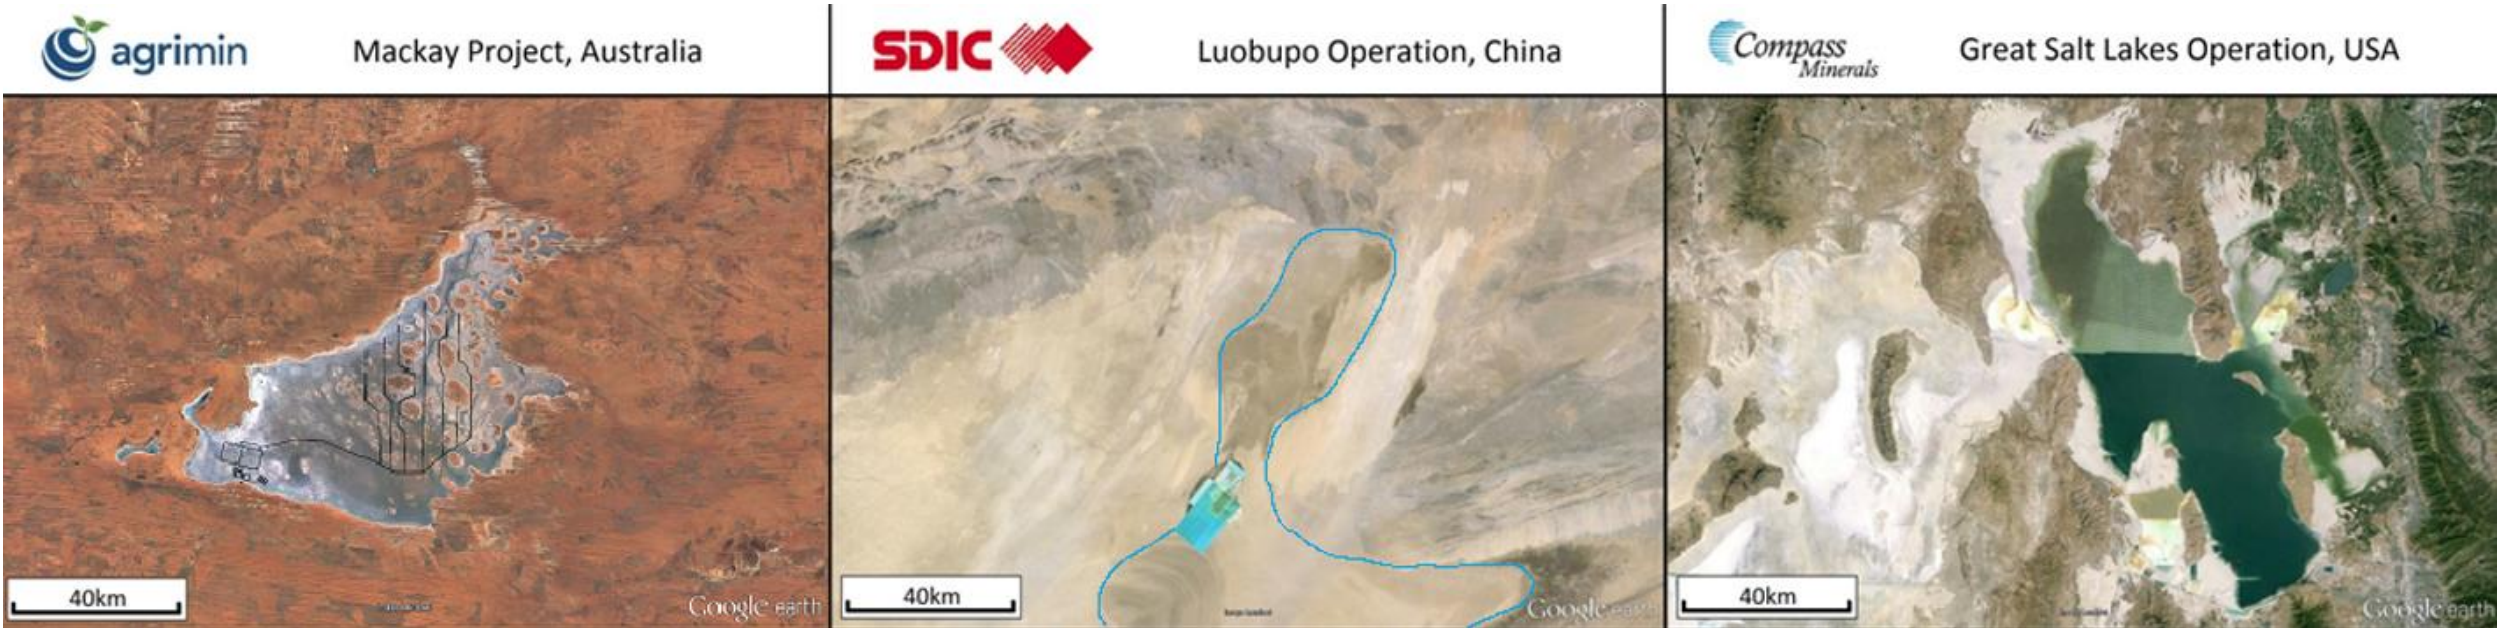 agrimin
Mackay Project, Australia
SDIC
Luobupo Operation, China
Compass
Minerals
Great Salt Lakes Operation, USA
40km
Google earth
40km
Google earth
40km
Google earth